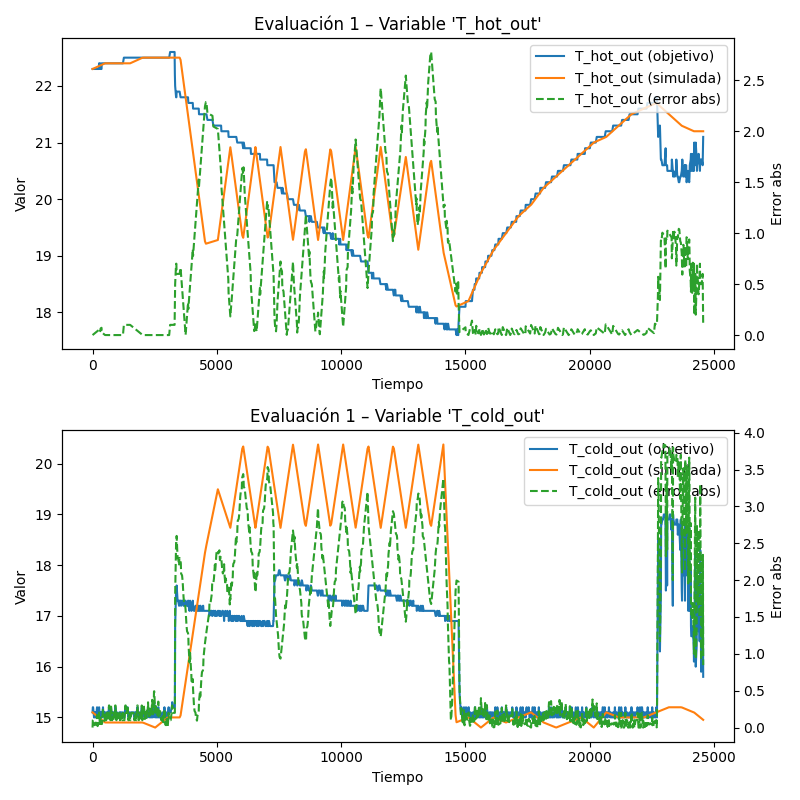 Evaluación 1 – Variable 'T_hot_out'
T_hot_out (objetivo)
T_hot_out (simulada)
T_hot_out (error abs)
Valor
22
21
20
19
18
2.5
2.0
1.5
1.0
0.5
0.0
Error abs
0
5000
10000
15000
20000
25000
Tiempo
Evaluación 1 – Variable 'T_cold_out'
T_cold_out (objetivo)
T_cold_out (simulada)
T_cold_out (error abs)
Valor
20
19
18
17
16
15
4.0
3.5
3.0
2.5
2.0
1.5
1.0
0.5
0.0
Error abs
0
5000
10000
15000
20000
25000
Tiempo